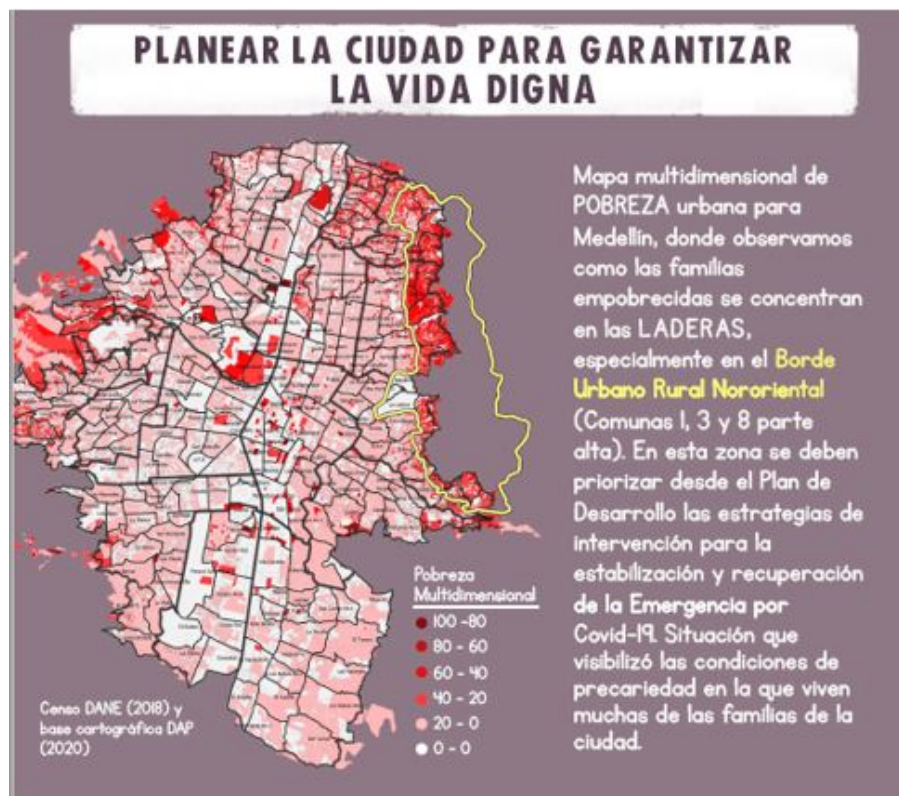 PLANEAR LA CIUDAD PARA GARANTIZAR
LA VIDA DIGNA
Mapa multidimensional de
POBREZA urbana para
Medellín, donde observamos
como las familias
empobrecidas se concentran
en las LADERAS,
especialmente en el Borde
Urbano Rural Nororiental
(Comunas 1, 3 y 8 parte
alta). En esta zona se deben
priorizar desde el Plan de
Desarrollo las estrategias de
intervención para la
estabilización y recuperación
de la Emergencia por
Covid-19. Situación que
visibilizó las condiciones de
precariedad en la que viven
muchas de las familias de la
ciudad.
Pobreza
Multidimensional
100 -80
80 - 60
60 - 40
40 - 20
20 - 0
0 - 0
Censo DANE (2018) y
base cartográfica DAP
(2020)